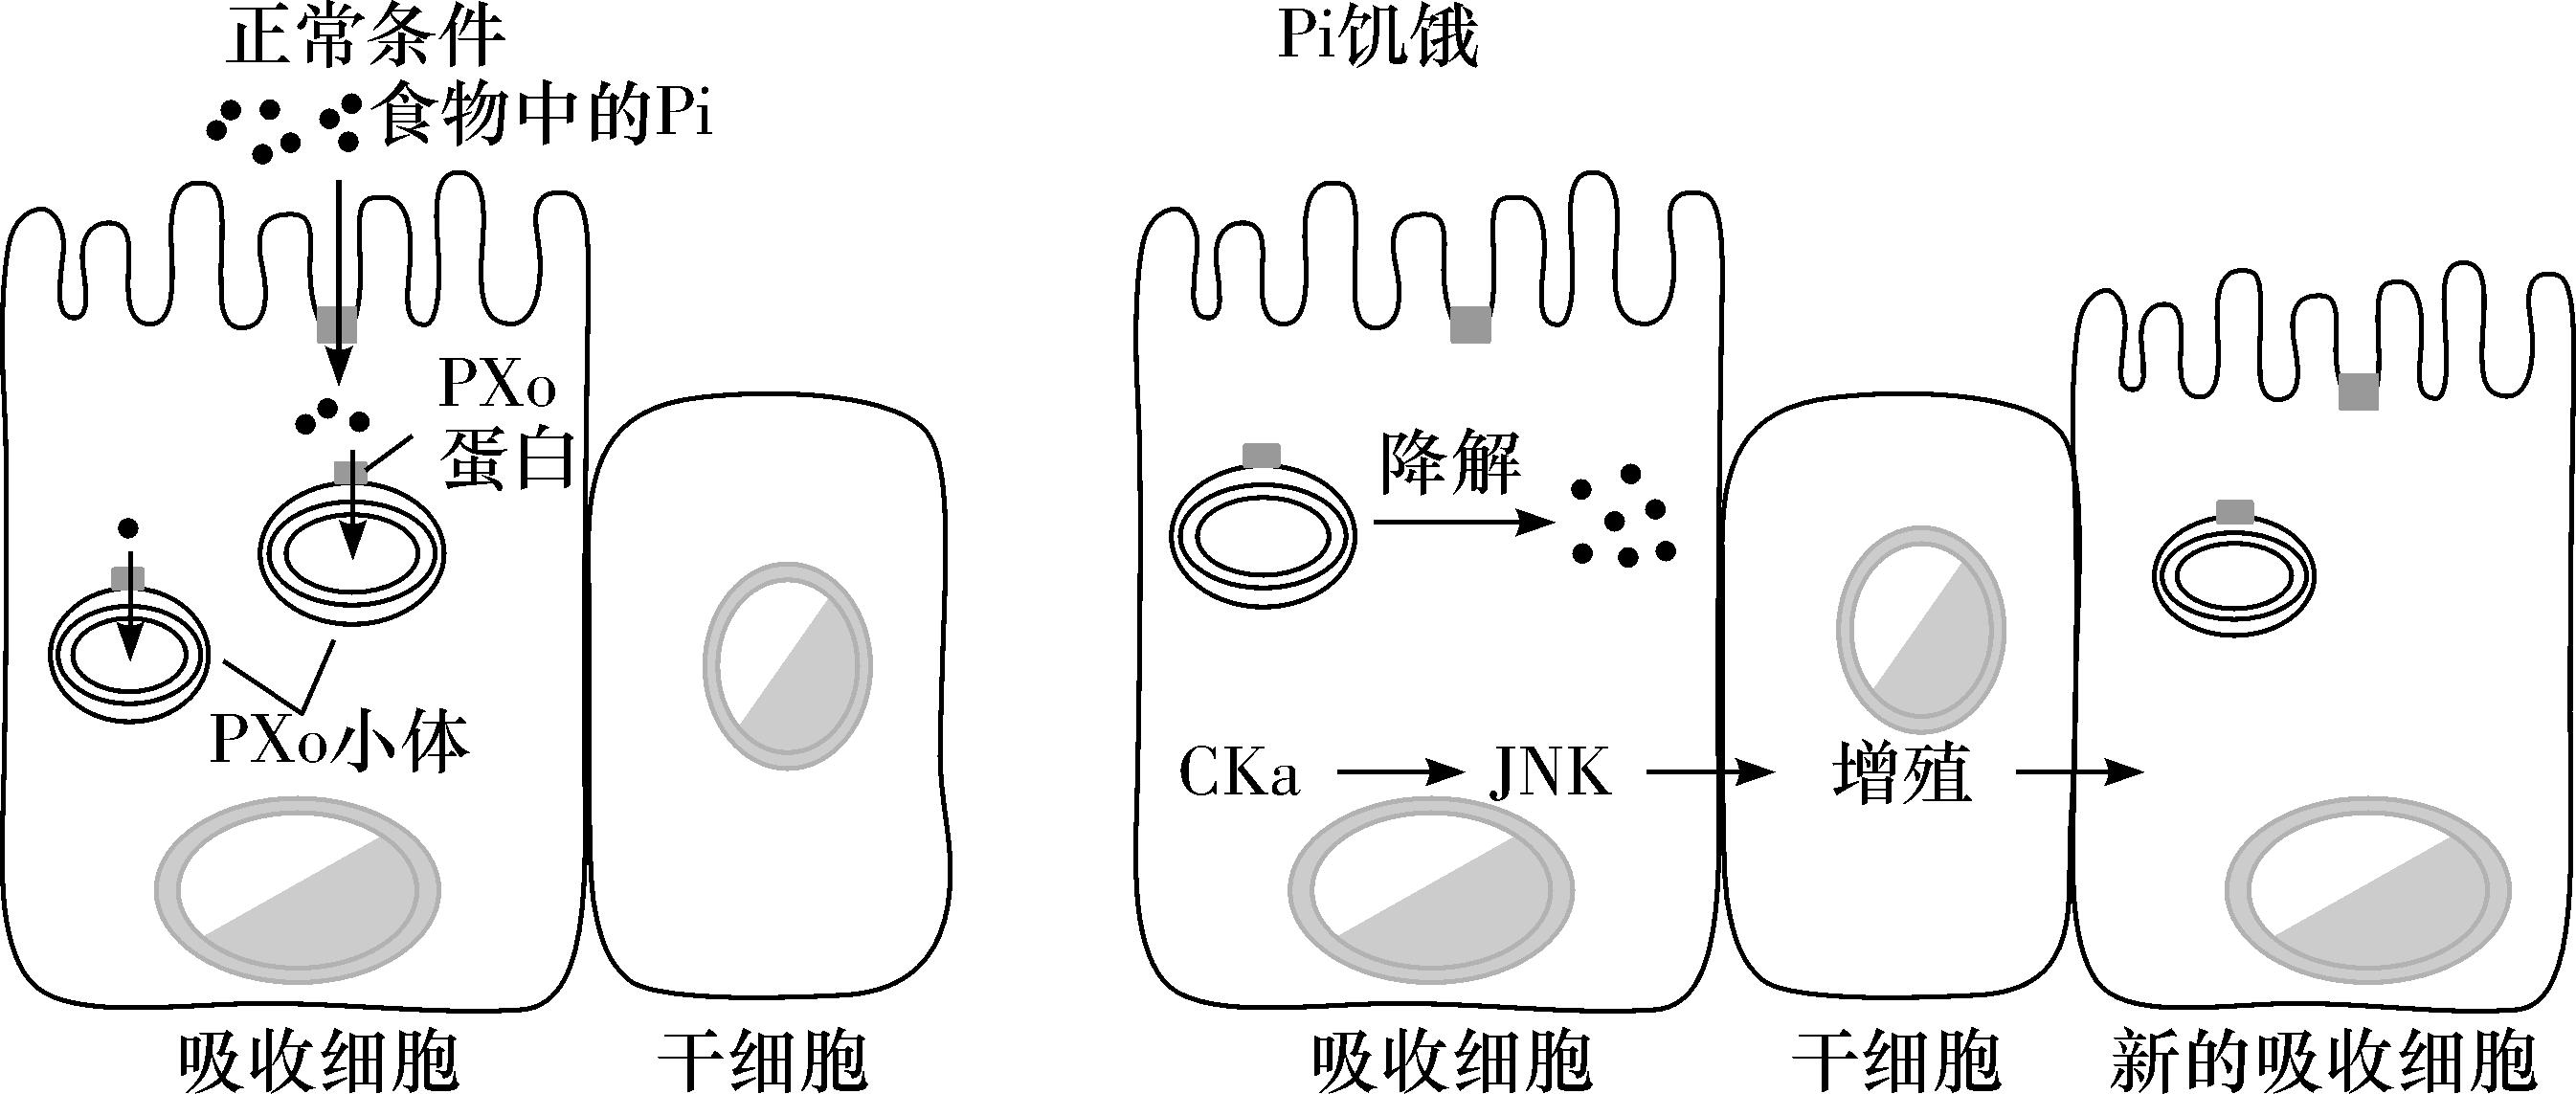 正常条件
食物中的Pi
PXo
蛋白
PXo小体
吸收细胞
干细胞
Pi饥饿
降解
CKa
JNK
增殖
吸收细胞
干细胞
新的吸收细胞